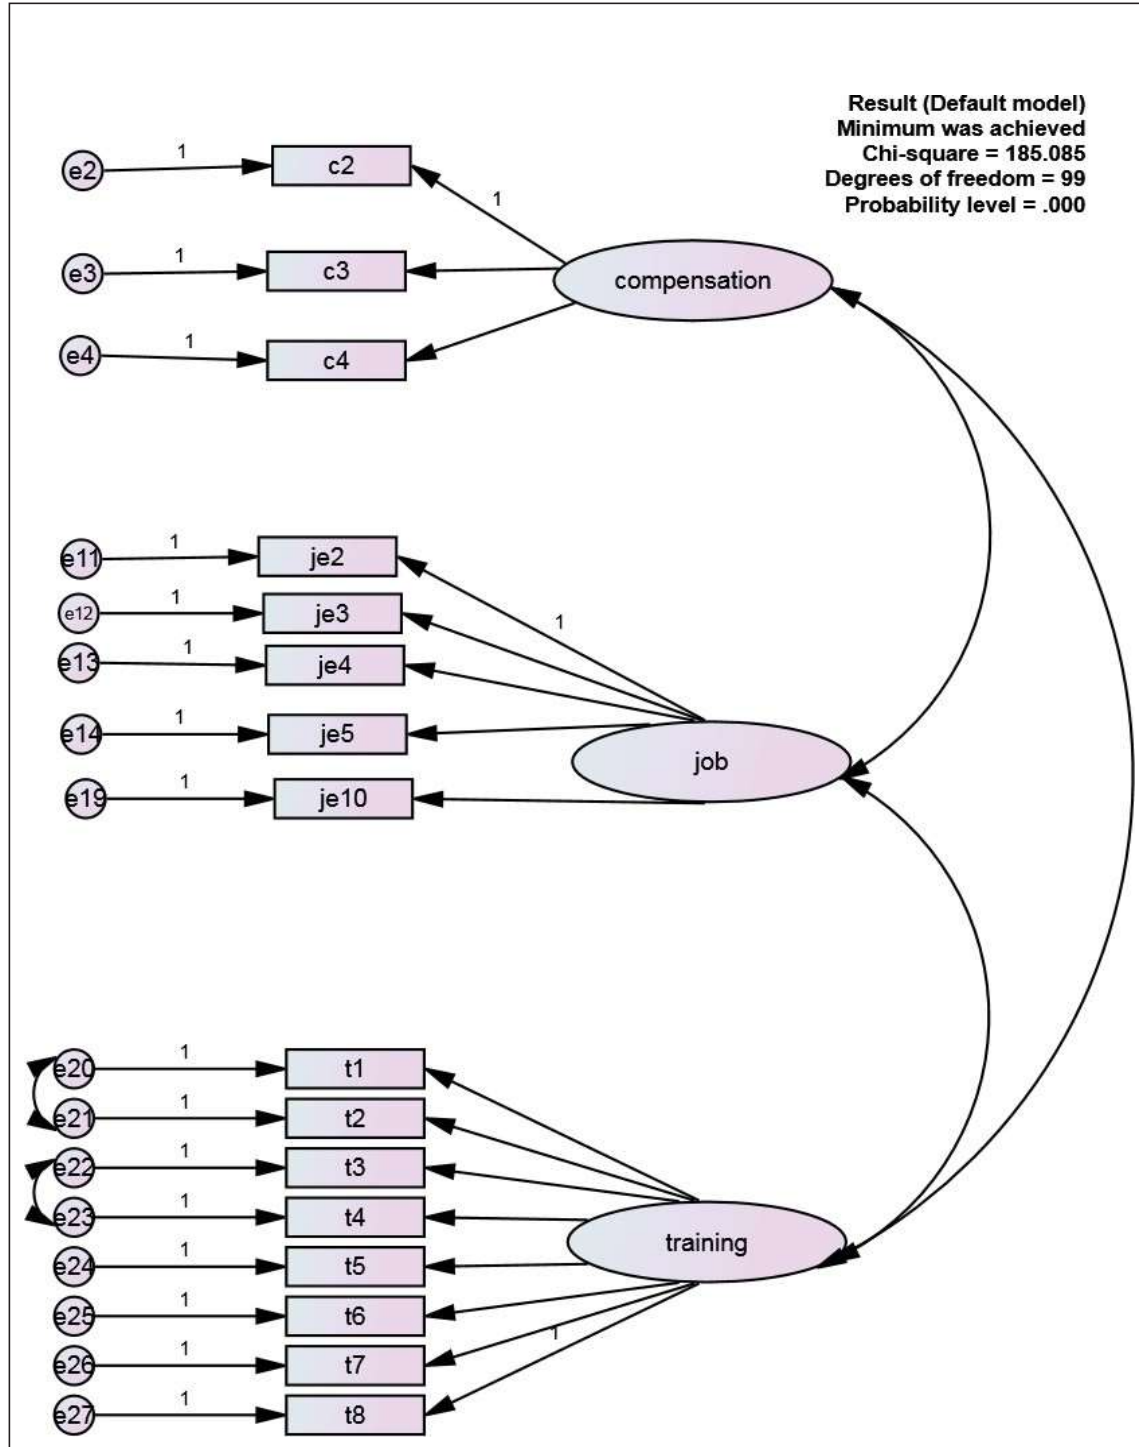 Result (Default model)
Minimum was achieved
Chi-square = 185.085
Degrees of freedom = 99
Probability level = .000
e2 1 c2
1
e3 1 c3
compensation
e4 1 c4
e11 1 je2
e12 1 je3
1
e13 1 je4
e14 1 je5
job
e19 1 je10
e20 1 t1
e21 1 t2
e22 1 t3
e23 1 t4
training
e24 1 t5
e25 1 t6
1
e26 1 t7
e27 1 t8